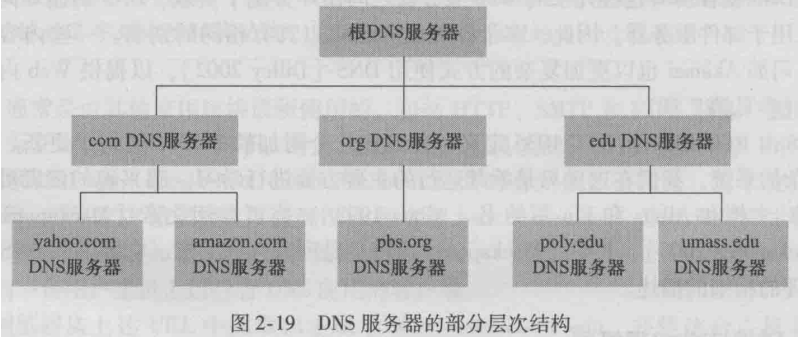 根DNS服务器
com DNS服务器
org DNS服务器
edu DNS服务器
yahoo.com
DNS服务器
amazon.com
DNS服务器
pbs.org
DNS服务器
poly.edu
DNS服务器
umass.edu
DNS服务器
图 2-19 DNS 服务器的部分层次结构